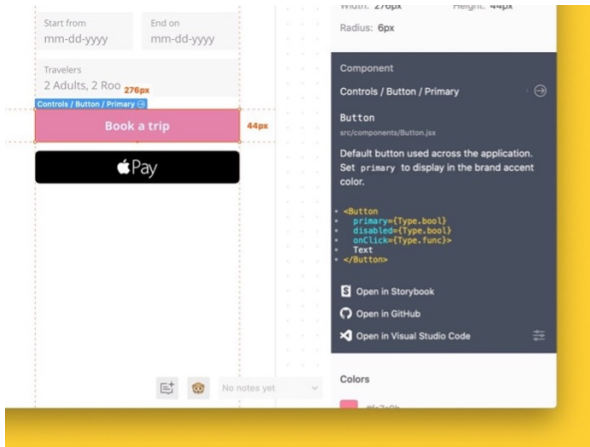 Width: 276px Height: 44px
Radius: 6px
Start from End on
mm-dd-yyyy mm-dd-yyyy
Travelers
2 Adults, 2 Roo
276px
Controls / Button / Primary
Book a trip
44px
Pay
No notes yet
Component
Controls / Button / Primary
Button
src/components/Button.jsx
Default button used across the application.
Set primary to display in the brand accent
color.
<Button
primary={Type.bool}
disabled={Type.bool}
onClick={Type.func}>
Text
</Button>
Open in Storybook
Open in GitHub
Open in Visual Studio Code
Colors